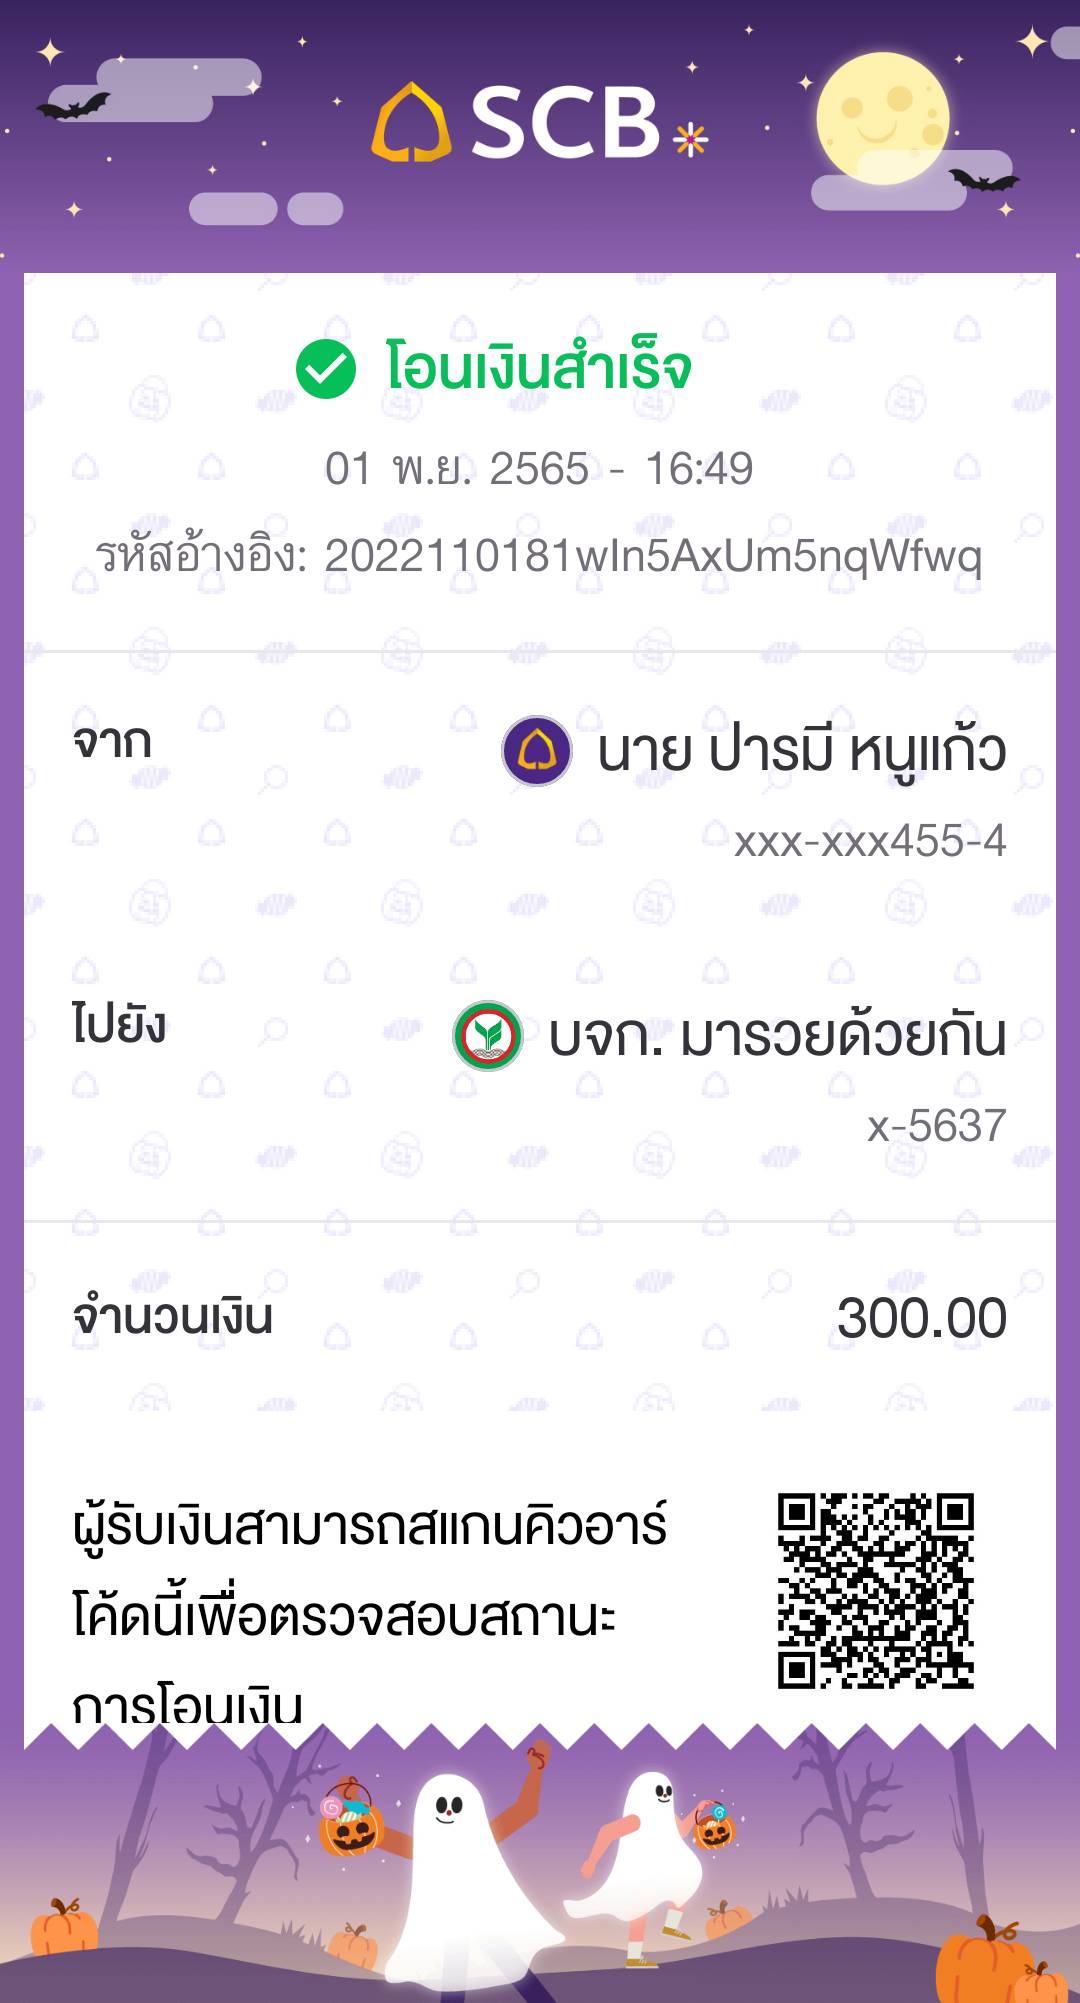 SCB
โอนเงินสำเร็จ
01 พ.ย. 2565 - 16:49
รหัสอ้างอิง: 2022110181wIn5AxUm5nqWfwq
จาก
นาย ปารมี หนูแก้ว
xxx-xxx455-4
ไปยัง
บจก. มารวยด้วยกัน
x-5637
จำนวนเงิน
300.00
ผู้รับเงินสามารถสแกนคิวอาร์
โค้ดนี้เพื่อตรวจสอบสถานะ
การโอนเงิน